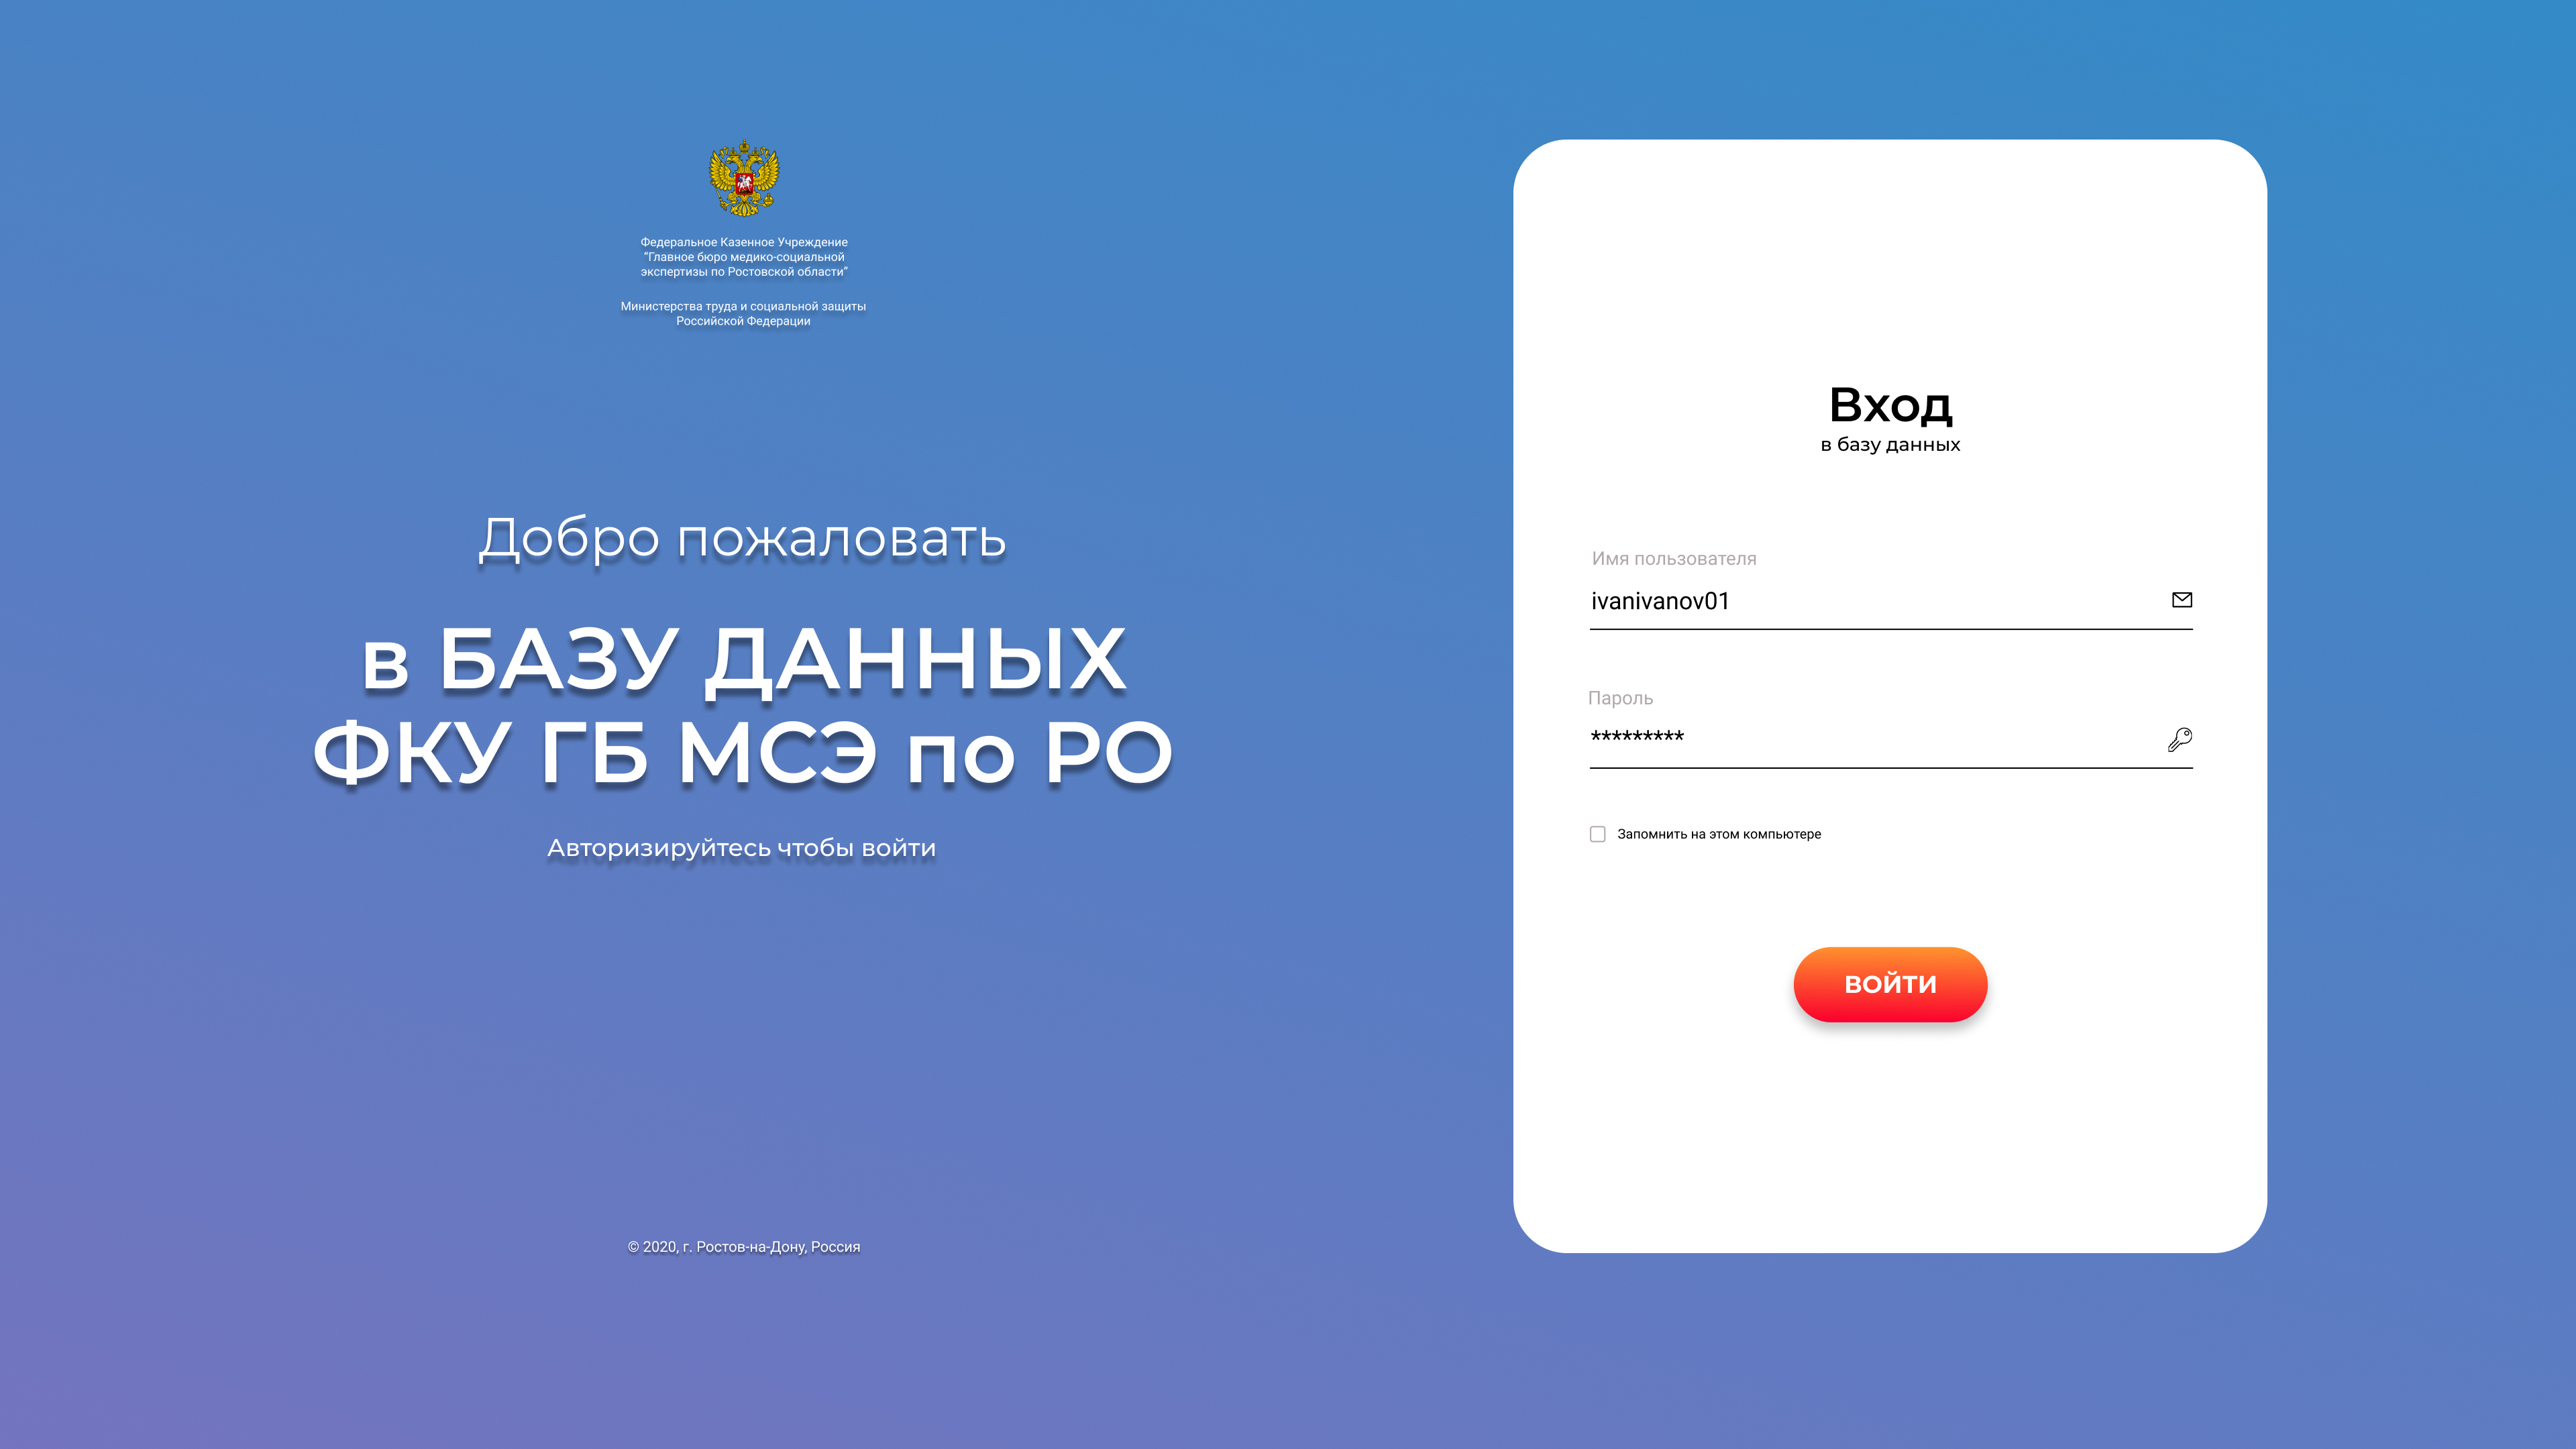 Федеральное Казенное Учреждение
“Главное бюро медико-социальной
экспертизы по Ростовской области”
Министерства труда и социальной защиты
Российской Федерации
Добро пожаловать
в БАЗУ ДАННЫХ
ФКУ ГБ МСЭ по РО
Авторизируйтесь чтобы войти
© 2020, г. Ростов-на-Дону, Россия
Вход
в базу данных
Имя пользователя
ivanivanov01
Пароль
*********
Запомнить на этом компьютере
ВОЙТИ